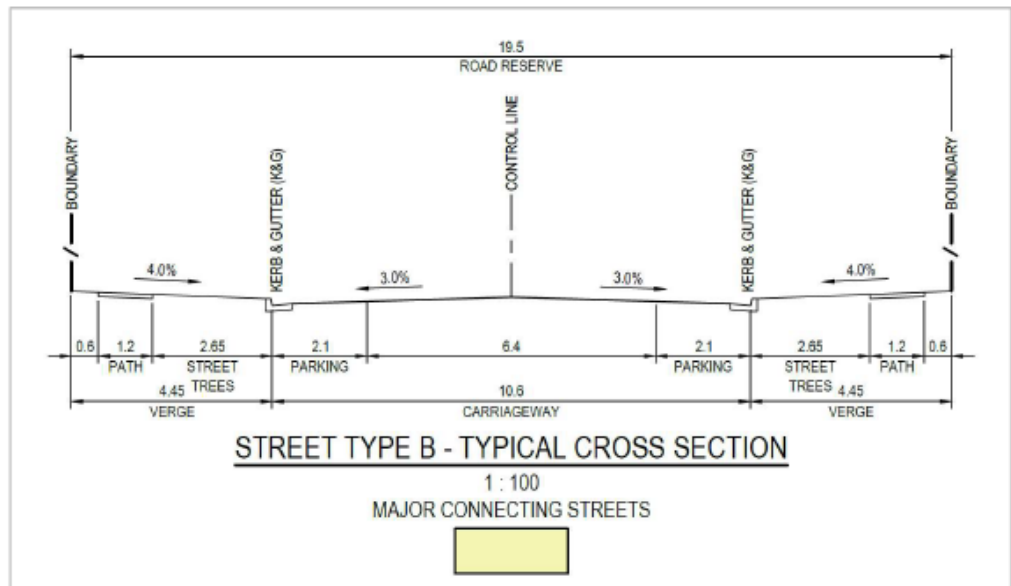 19.5
ROAD RESERVE
BOUNDARY
KERB & GUTTER (K&G)
CONTROL LINE
KERB & GUTTER (K&G)
BOUNDARY
4.0%
3.0%
3.0%
4.0%
0.6 1.2 2.65 2.1 6.4 2.1 2.65 1.2 0.6
PATH STREET PARKING PARKING STREET PATH
TREES TREES
4.45 10.6 4.45
VERGE CARRIAGEWAY VERGE
STREET TYPE B - TYPICAL CROSS SECTION
1 : 100
MAJOR CONNECTING STREETS